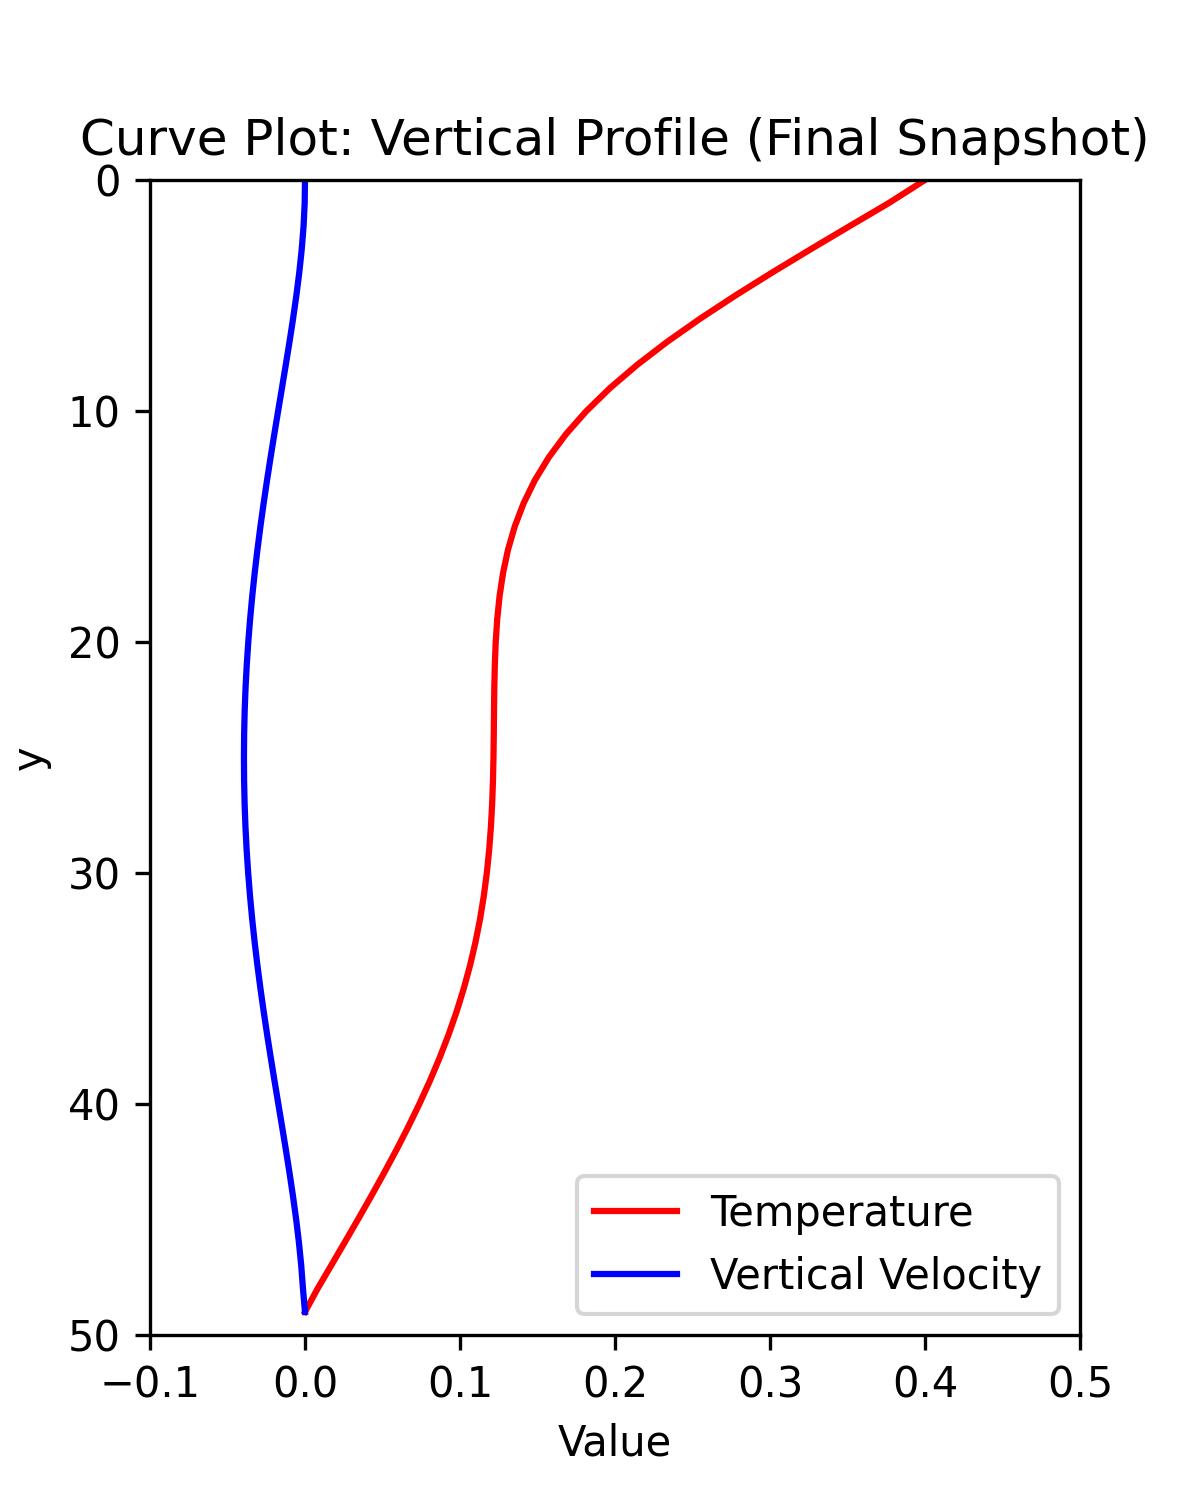 Curve Plot: Vertical Profile (Final Snapshot)
0
10
20
30
40
50
y
Temperature
Vertical Velocity
−0.1 0.0 0.1 0.2 0.3 0.4 0.5
Value